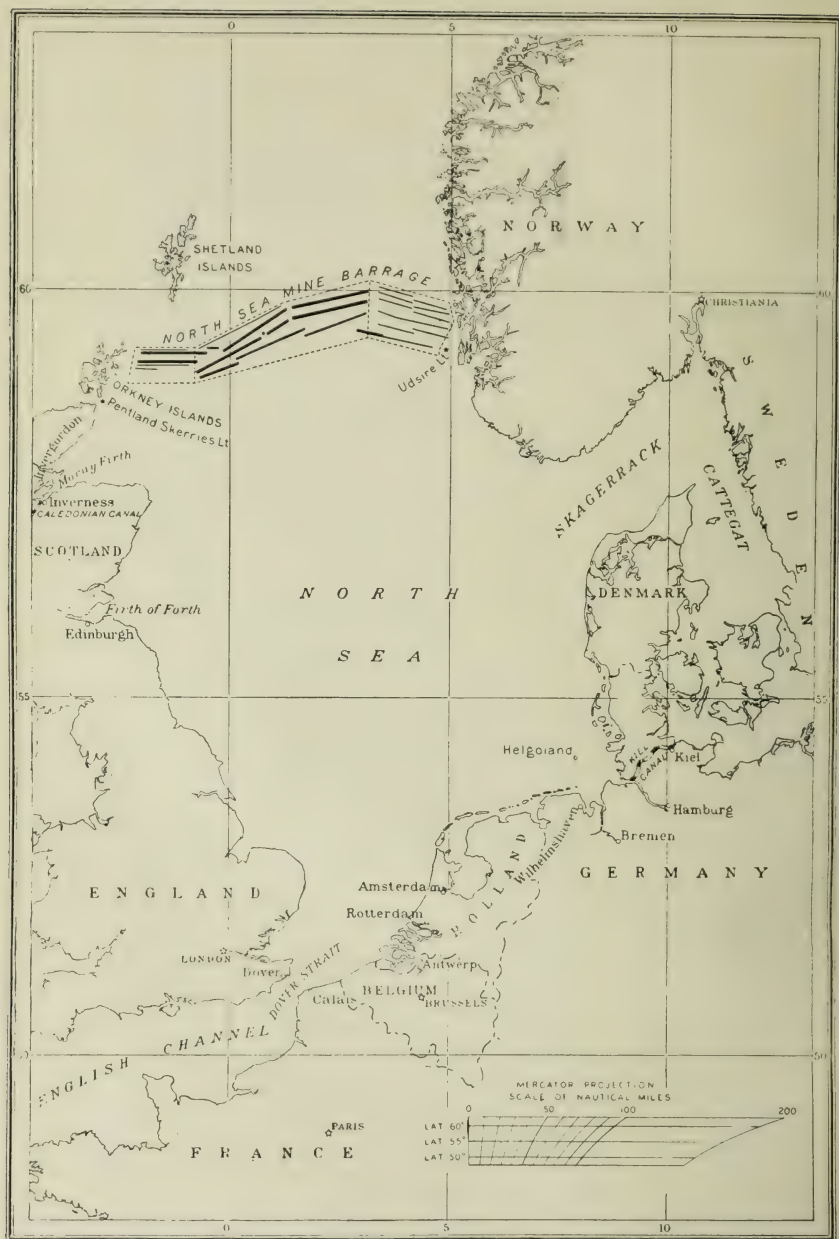 0 5 10
NORWAY
SHETLAND
ISLANDS
NORTH SEA MINE BARRAGE
60 60
CHRISTIANIA
Udsire Lt
ORKNEY ISLANDS
Pentland Skerries Lt
SWEDEN
Moray Firth
Inverness
CALEDONIAN CANAL
SKAGERRACK
CATTEGAT
SCOTLAND
NORTH
SEA
DENMARK
Firth of Forth
Edinburgh
55 55
Helgoland
Kiel
CANAL
Hamburg
Bremen
Wilhelmshaven
HOLLAND
GERMANY
ENGLAND
Amsterdam
Rotterdam
LONDON
Dover
DOVER STRAIT
Antwerp
Calais
BELGIUM
BRUSSELS
ENGLISH CHANNEL
50 50
MERCATOR PROJECTION
SCALE OF NAUTICAL MILES
0 50 100 200
LAT 60°
LAT 55°
LAT 50°
PARIS
FRANCE
0 5 10